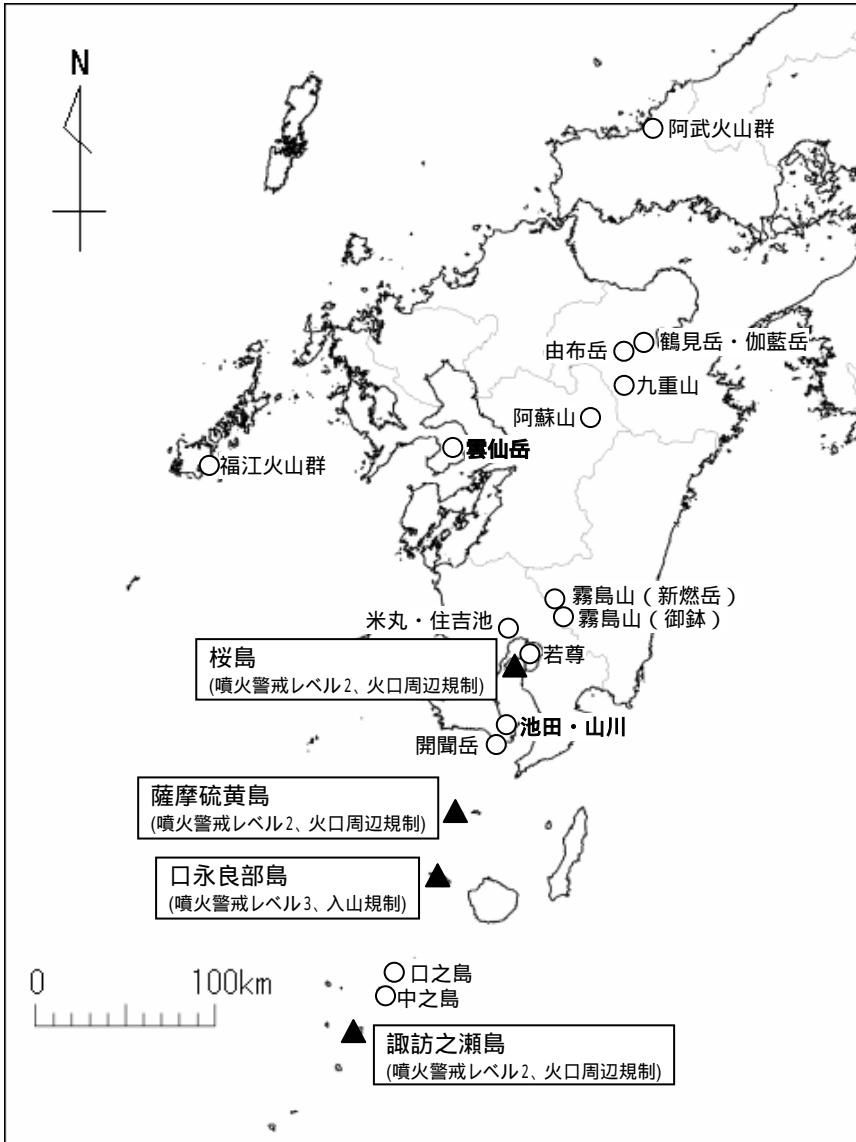 N
阿武火山群
鶴見岳・伽藍岳
由布岳
九重山
阿蘇山
雲仙岳
福江火山群
霧島山（新燃岳）
霧島山（御鉢）
米丸・住吉池
若尊
桜島
(噴火警戒レベル2、火口周辺規制)
池田・山川
開聞岳
薩摩硫黄島
(噴火警戒レベル2、火口周辺規制)
口永良部島
(噴火警戒レベル3、入山規制)
口之島
中之島
0 100km
諏訪之瀬島
(噴火警戒レベル2、火口周辺規制)